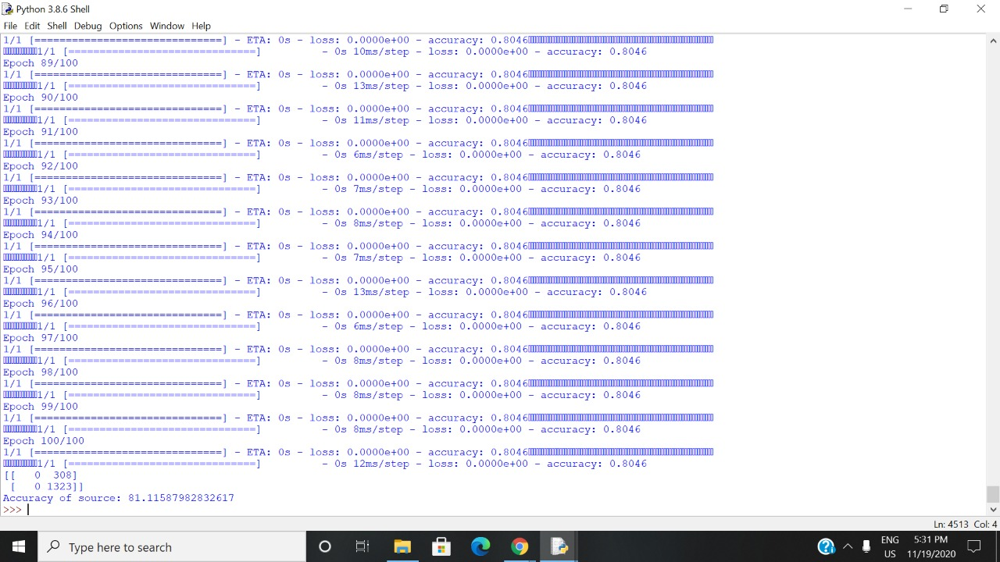 Python 3.8.6 Shell
File Edit Shell Debug Options Window Help
1/1 [==============================] - ETA: 0s - loss: 0.0000e+00 - accuracy: 0.8046
1/1 [==============================] - 0s 10ms/step - loss: 0.0000e+00 - accuracy: 0.8046
Epoch 89/100
1/1 [==============================] - ETA: 0s - loss: 0.0000e+00 - accuracy: 0.8046
1/1 [==============================] - 0s 13ms/step - loss: 0.0000e+00 - accuracy: 0.8046
Epoch 90/100
1/1 [==============================] - ETA: 0s - loss: 0.0000e+00 - accuracy: 0.8046
1/1 [==============================] - 0s 11ms/step - loss: 0.0000e+00 - accuracy: 0.8046
Epoch 91/100
1/1 [==============================] - ETA: 0s - loss: 0.0000e+00 - accuracy: 0.8046
1/1 [==============================] - 0s 6ms/step - loss: 0.0000e+00 - accuracy: 0.8046
Epoch 92/100
1/1 [==============================] - ETA: 0s - loss: 0.0000e+00 - accuracy: 0.8046
1/1 [==============================] - 0s 7ms/step - loss: 0.0000e+00 - accuracy: 0.8046
Epoch 93/100
1/1 [==============================] - ETA: 0s - loss: 0.0000e+00 - accuracy: 0.8046
1/1 [==============================] - 0s 8ms/step - loss: 0.0000e+00 - accuracy: 0.8046
Epoch 94/100
1/1 [==============================] - ETA: 0s - loss: 0.0000e+00 - accuracy: 0.8046
1/1 [==============================] - 0s 7ms/step - loss: 0.0000e+00 - accuracy: 0.8046
Epoch 95/100
1/1 [==============================] - ETA: 0s - loss: 0.0000e+00 - accuracy: 0.8046
1/1 [==============================] - 0s 13ms/step - loss: 0.0000e+00 - accuracy: 0.8046
Epoch 96/100
1/1 [==============================] - ETA: 0s - loss: 0.0000e+00 - accuracy: 0.8046
1/1 [==============================] - 0s 6ms/step - loss: 0.0000e+00 - accuracy: 0.8046
Epoch 97/100
1/1 [==============================] - ETA: 0s - loss: 0.0000e+00 - accuracy: 0.8046
1/1 [==============================] - 0s 8ms/step - loss: 0.0000e+00 - accuracy: 0.8046
Epoch 98/100
1/1 [==============================] - ETA: 0s - loss: 0.0000e+00 - accuracy: 0.8046
1/1 [==============================] - 0s 8ms/step - loss: 0.0000e+00 - accuracy: 0.8046
Epoch 99/100
1/1 [==============================] - ETA: 0s - loss: 0.0000e+00 - accuracy: 0.8046
1/1 [==============================] - 0s 8ms/step - loss: 0.0000e+00 - accuracy: 0.8046
Epoch 100/100
1/1 [==============================] - ETA: 0s - loss: 0.0000e+00 - accuracy: 0.8046
1/1 [==============================] - 0s 12ms/step - loss: 0.0000e+00 - accuracy: 0.8046
[[   0  308]
 [   0 1323]]
Accuracy of source: 81.11587982832617
>>>
Ln: 4513 Col: 4
Type here to search
ENG 5:31 PM
US 11/19/2020